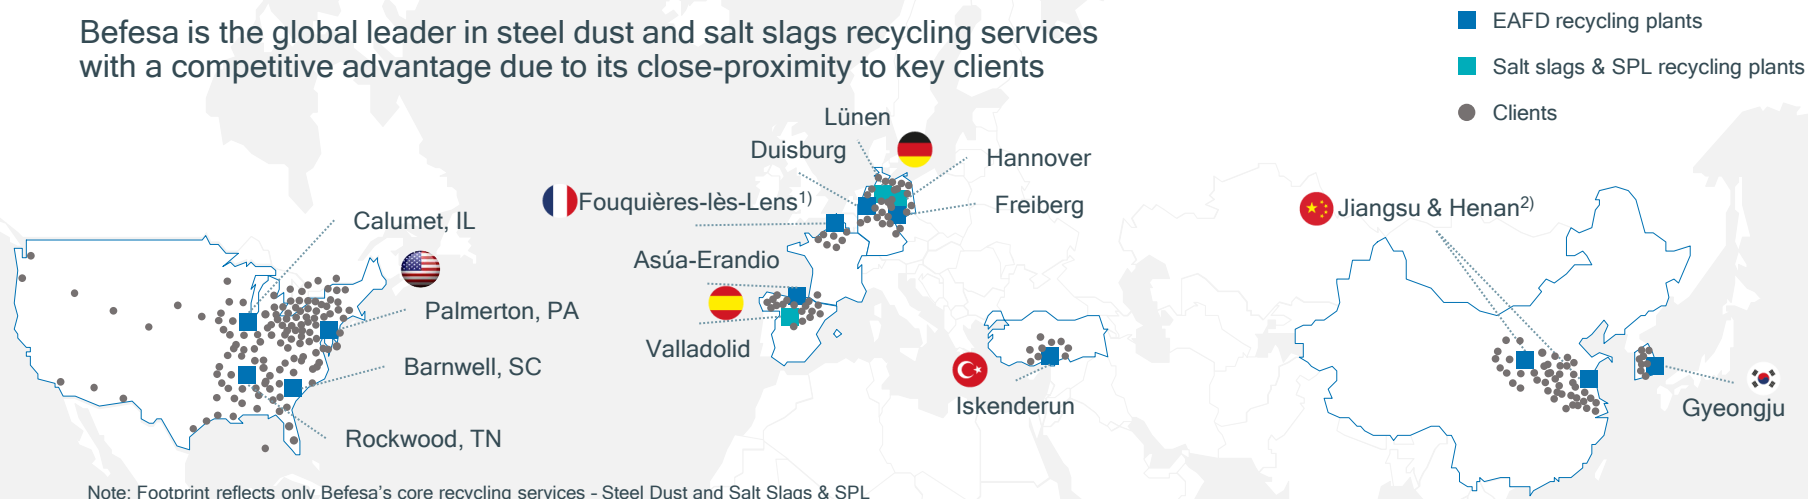 Befesa is the global leader in steel dust and salt slags recycling services
with a competitive advantage due to its close-proximity to key clients
EAFD recycling plants
Salt slags & SPL recycling plants
Clients
Lünen
Duisburg
Hannover
Fouquières-lès-Lens1)
Freiberg
Jiangsu & Henan2)
Calumet, IL
Asúa-Erandio
Palmerton, PA
Valladolid
Barnwell, SC
Iskenderun
Gyeongju
Rockwood, TN
Note: Footprint reflects only Befesa's core recycling services - Steel Dust and Salt Slags & SPL